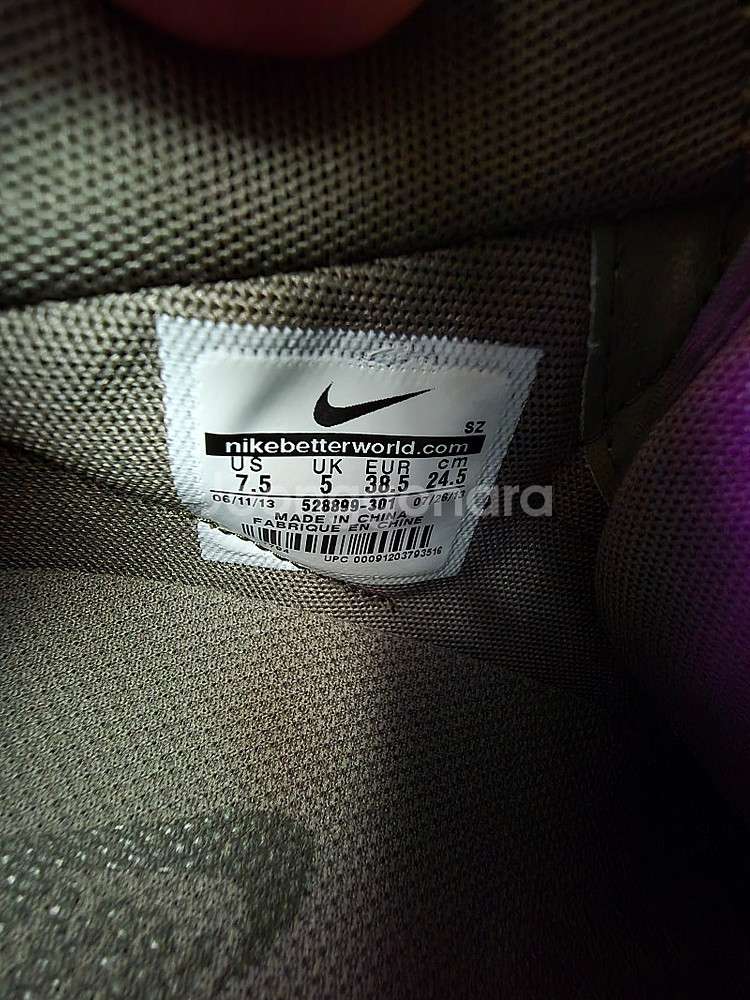 SZ
nikebetterworld.com
US UK EUR cm
7.5 5 38.5 24.5
06/11/13 528899-301 07/26/13
MADE IN CHINA
FABRIQUE EN CHINE
UPC 00091203793516